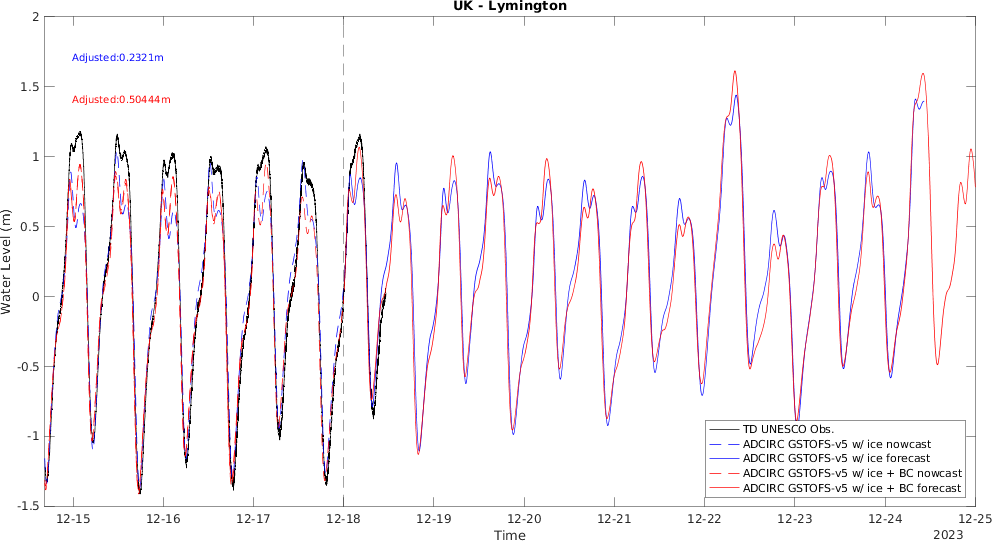 UK - Lymington
Adjusted:0.2321m
Adjusted:0.50444m
Water Level (m)
2
1.5
1
0.5
0
-0.5
-1
-1.5
TD UNESCO Obs.
ADCIRC GSTOFS-v5 w/ ice nowcast
ADCIRC GSTOFS-v5 w/ ice forecast
ADCIRC GSTOFS-v5 w/ ice + BC nowcast
ADCIRC GSTOFS-v5 w/ ice + BC forecast
12-15 12-16 12-17 12-18 12-19 12-20 12-21 12-22 12-23 12-24 12-25
Time
2023